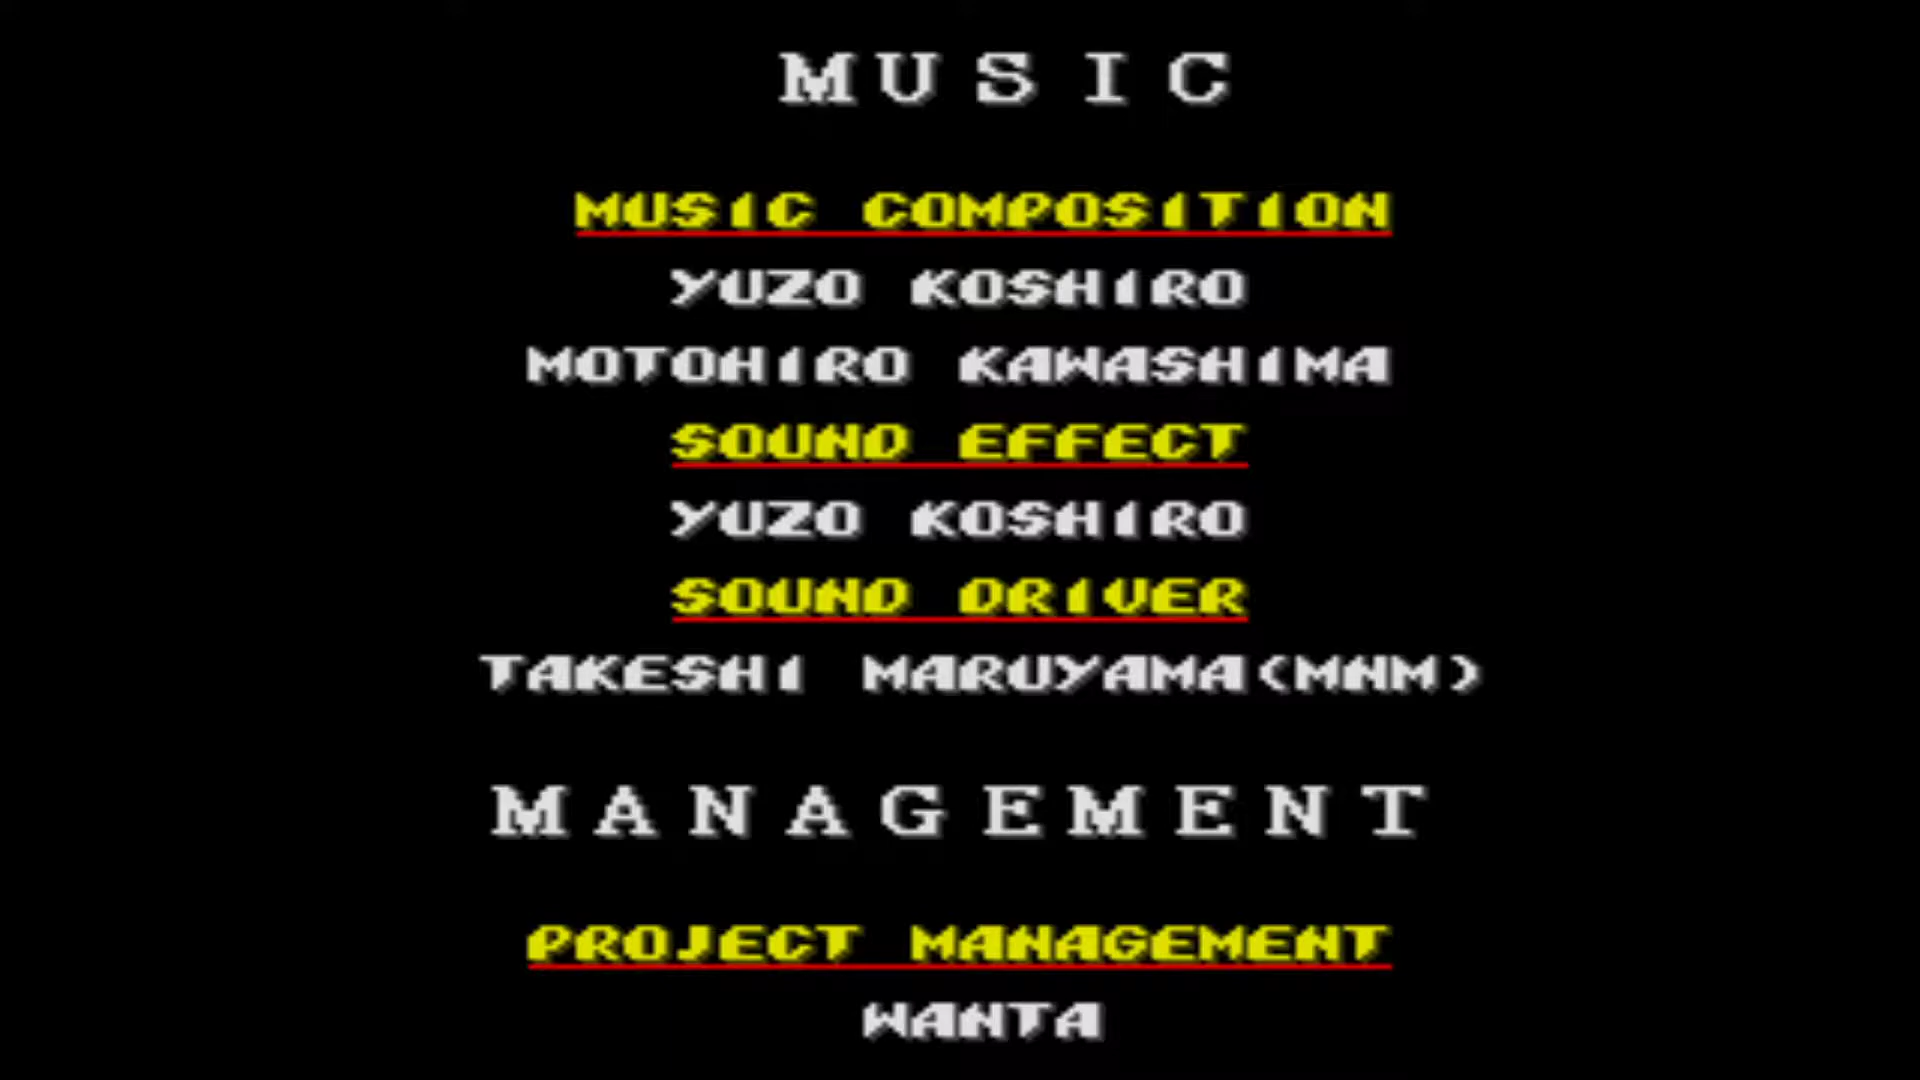 MUSIC
MUSIC COMPOSITION
YUZO KOSHIRO
MOTOHIRO KAWASHIMA
SOUND EFFECT
YUZO KOSHIRO
SOUND DRIVER
TAKESHI MARUYAMA(MNM)
MANAGEMENT
PROJECT MANAGEMENT
WANTA